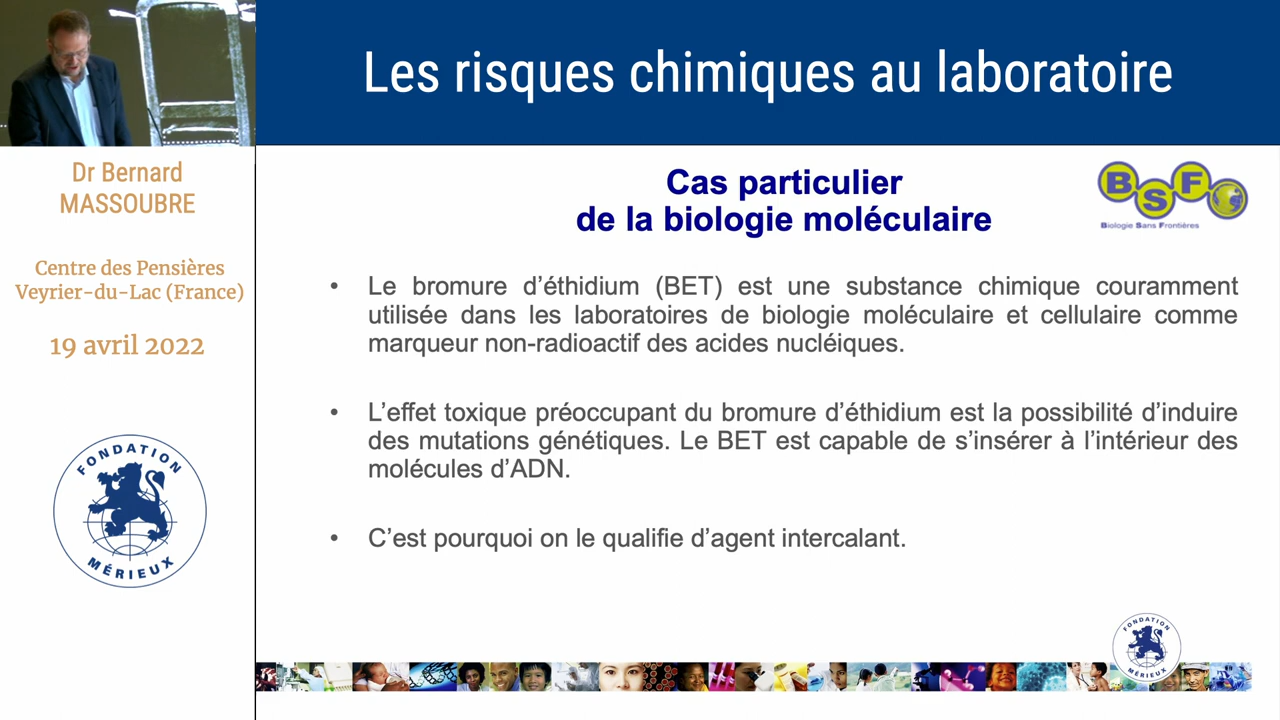 Les risques chimiques au laboratoire
Dr Bernard
MASSOUBRE
Centre des Pensières
Veyrier-du-Lac (France)
19 avril 2022
FONDATION
MÉRIEUX
Cas particulier
de la biologie moléculaire
BSF
Biologie Sans Frontières
• Le bromure d’éthidium (BET) est une substance chimique couramment
utilisée dans les laboratoires de biologie moléculaire et cellulaire comme
marqueur non-radioactif des acides nucléiques.
• L’effet toxique préoccupant du bromure d’éthidium est la possibilité d’induire
des mutations génétiques. Le BET est capable de s’insérer à l’intérieur des
molécules d’ADN.
• C’est pourquoi on le qualifie d’agent intercalant.
FONDATION
MÉRIEUX